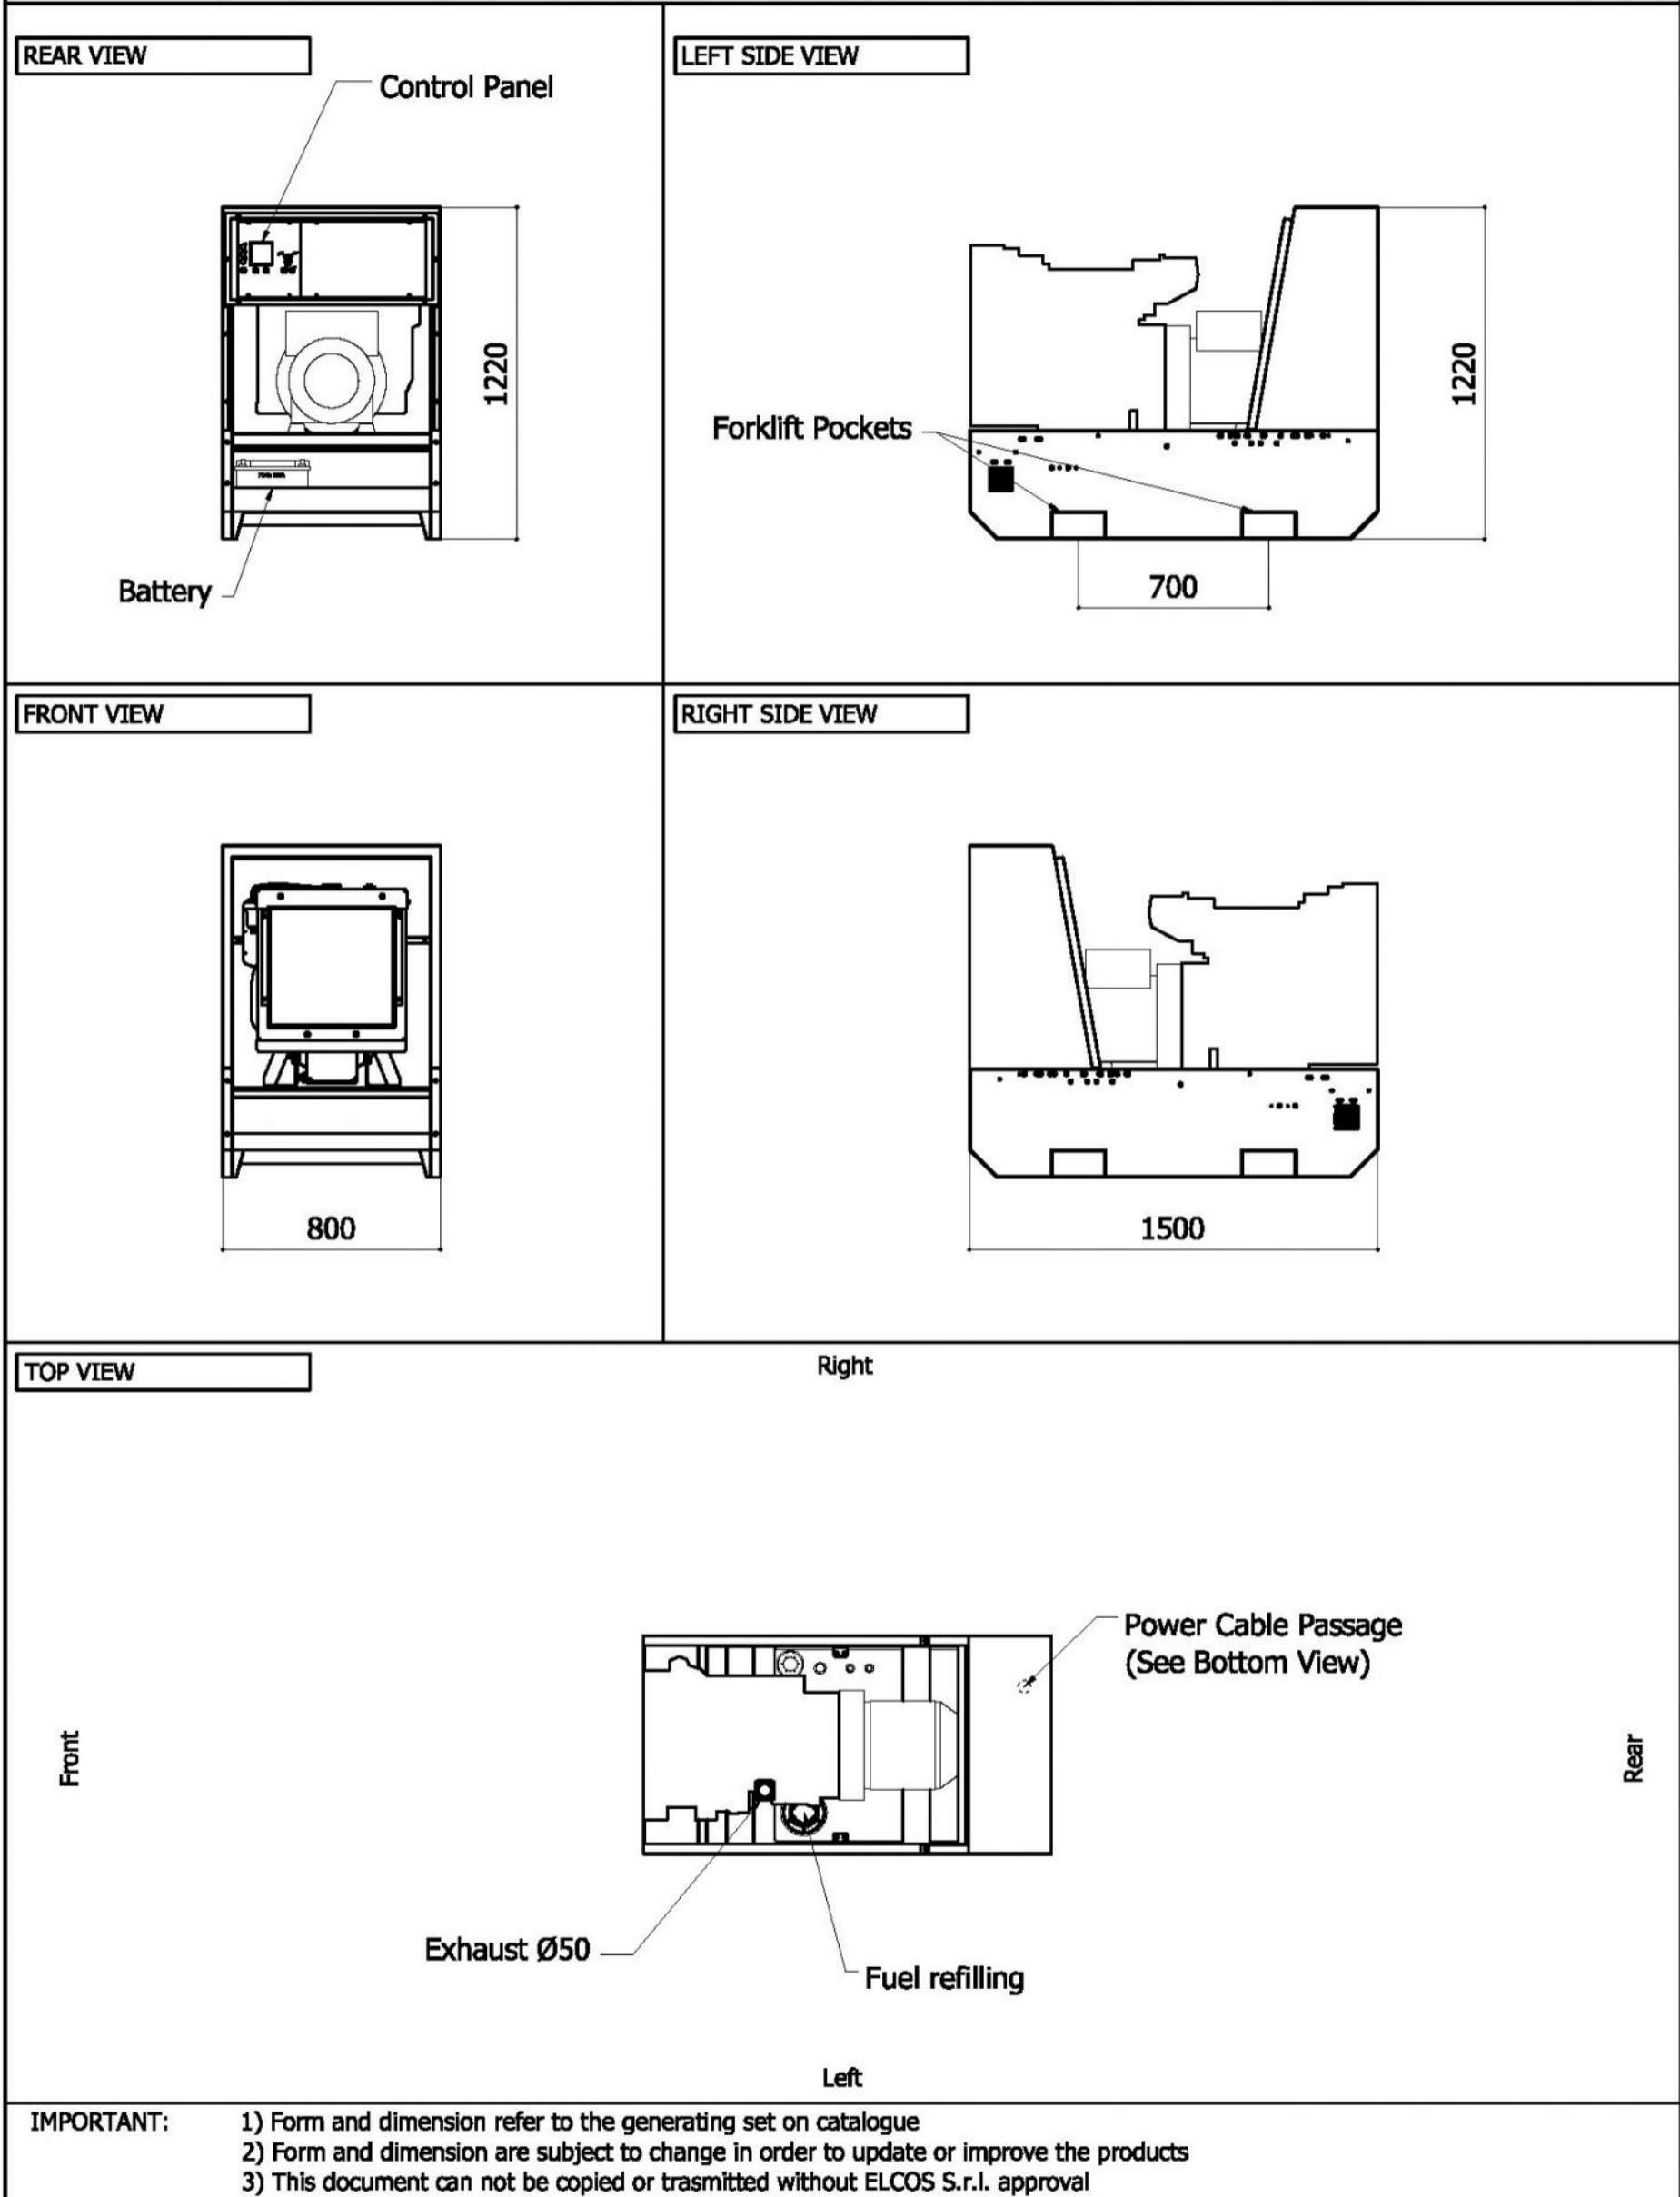 REAR VIEW
Control Panel
1220
Battery
LEFT SIDE VIEW
Forklift Pockets
1220
700
FRONT VIEW
800
RIGHT SIDE VIEW
1500
TOP VIEW
Right
Front
Power Cable Passage
(See Bottom View)
Rear
Exhaust Ø50
Fuel refilling
Left
IMPORTANT:
1) Form and dimension refer to the generating set on catalogue
2) Form and dimension are subject to change in order to update or improve the products
3) This document can not be copied or trasmitted without ELCOS S.r.l. approval